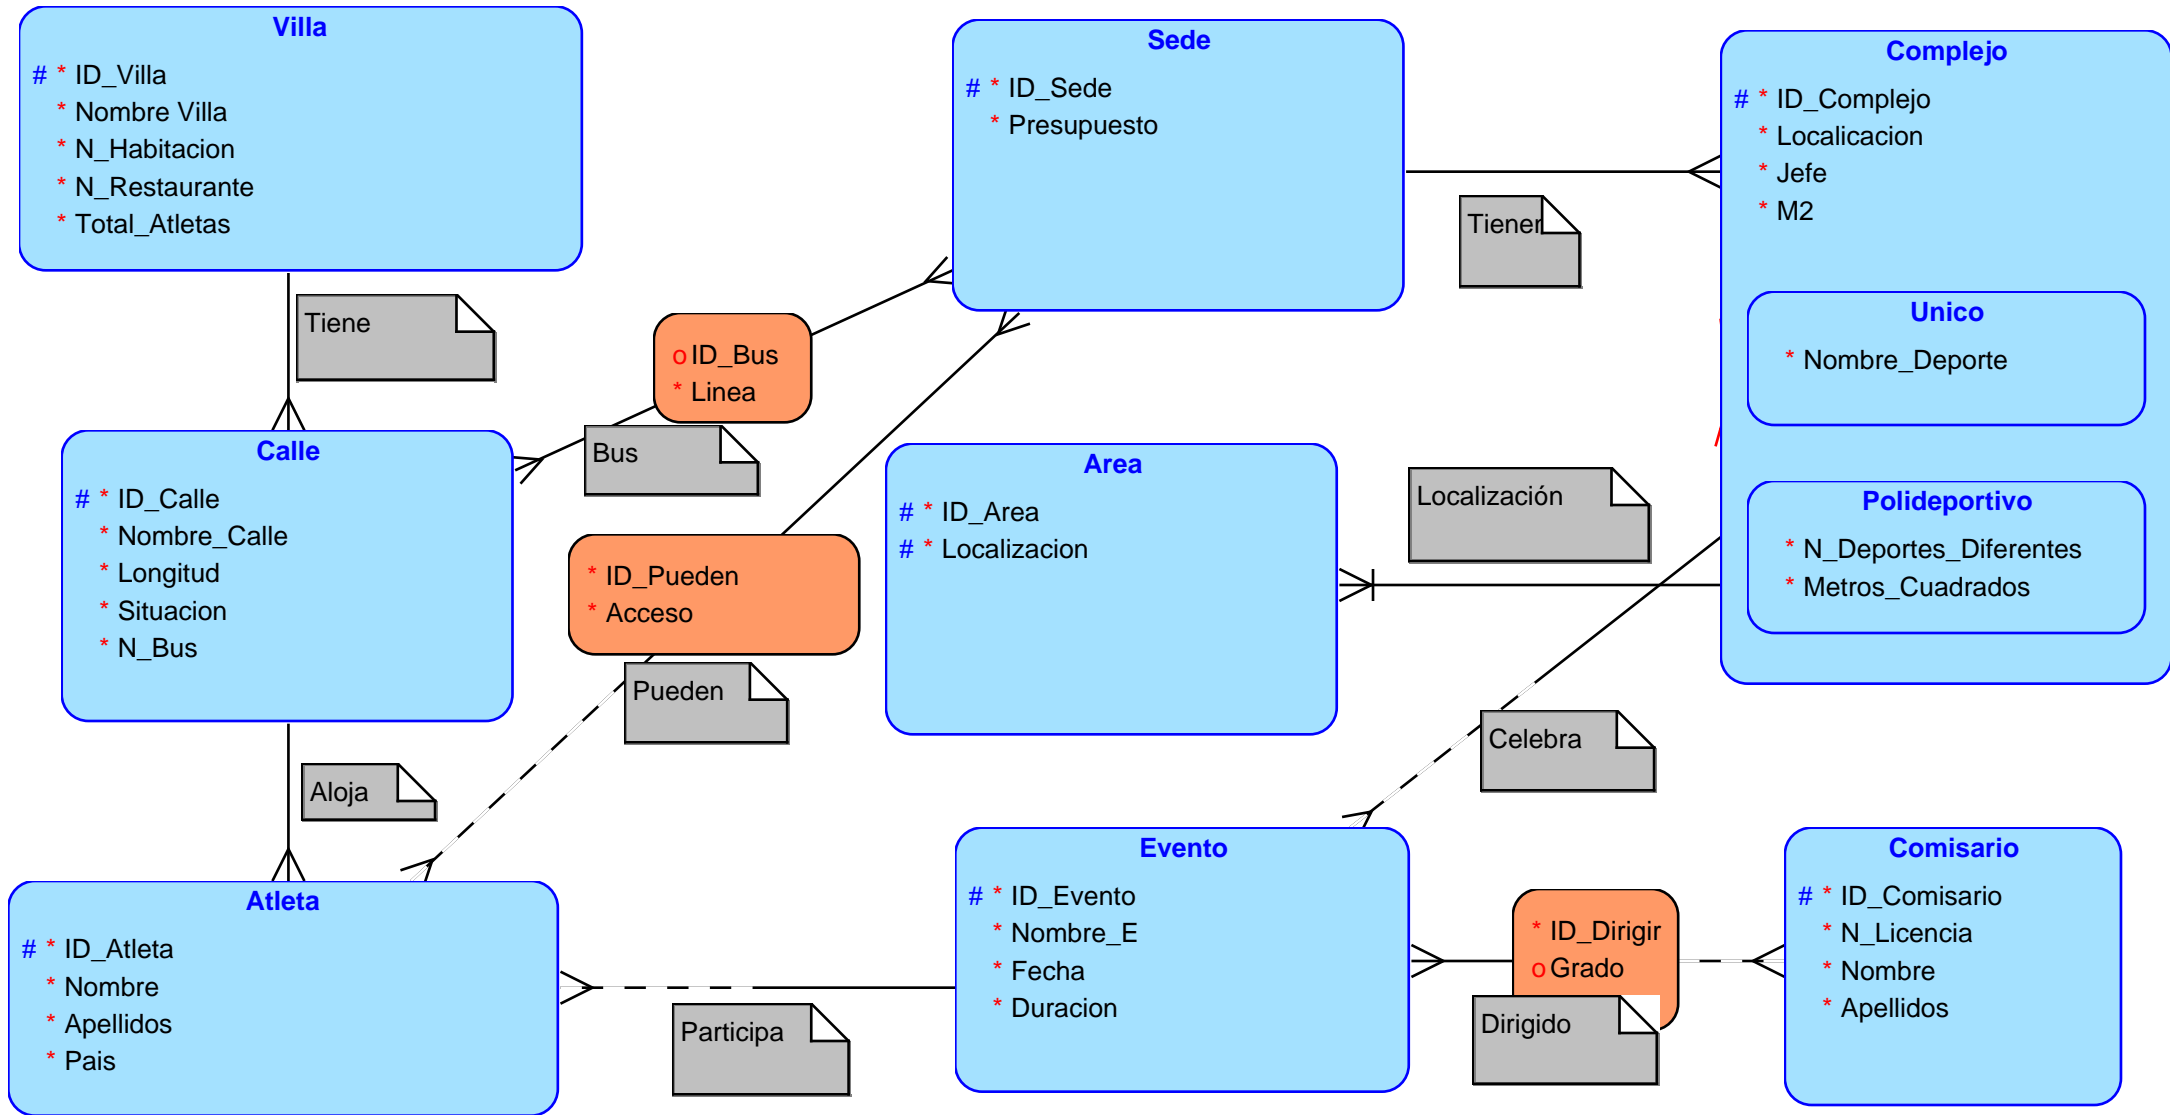 Villa
# * ID_Villa
* Nombre Villa
* N_Habitacion
* N_Restaurante
* Total_Atletas
Sede
# * ID_Sede
* Presupuesto
Complejo
# * ID_Complejo
* Localicacion
* Jefe
* M2
Unico
* Nombre_Deporte
Polideportivo
* N_Deportes_Diferentes
* Metros_Cuadrados
Tiene
Tiener
o ID_Bus
* Linea
Bus
Calle
# * ID_Calle
* Nombre_Calle
* Longitud
* Situacion
* N_Bus
Area
# * ID_Area
# * Localizacion
Localización
* ID_Pueden
* Acceso
Pueden
Celebra
Aloja
Atleta
# * ID_Atleta
* Nombre
* Apellidos
* Pais
Participa
Evento
# * ID_Evento
* Nombre_E
* Fecha
* Duracion
* ID_Dirigir
o Grado
Dirigido
Comisario
# * ID_Comisario
* N_Licencia
* Nombre
* Apellidos